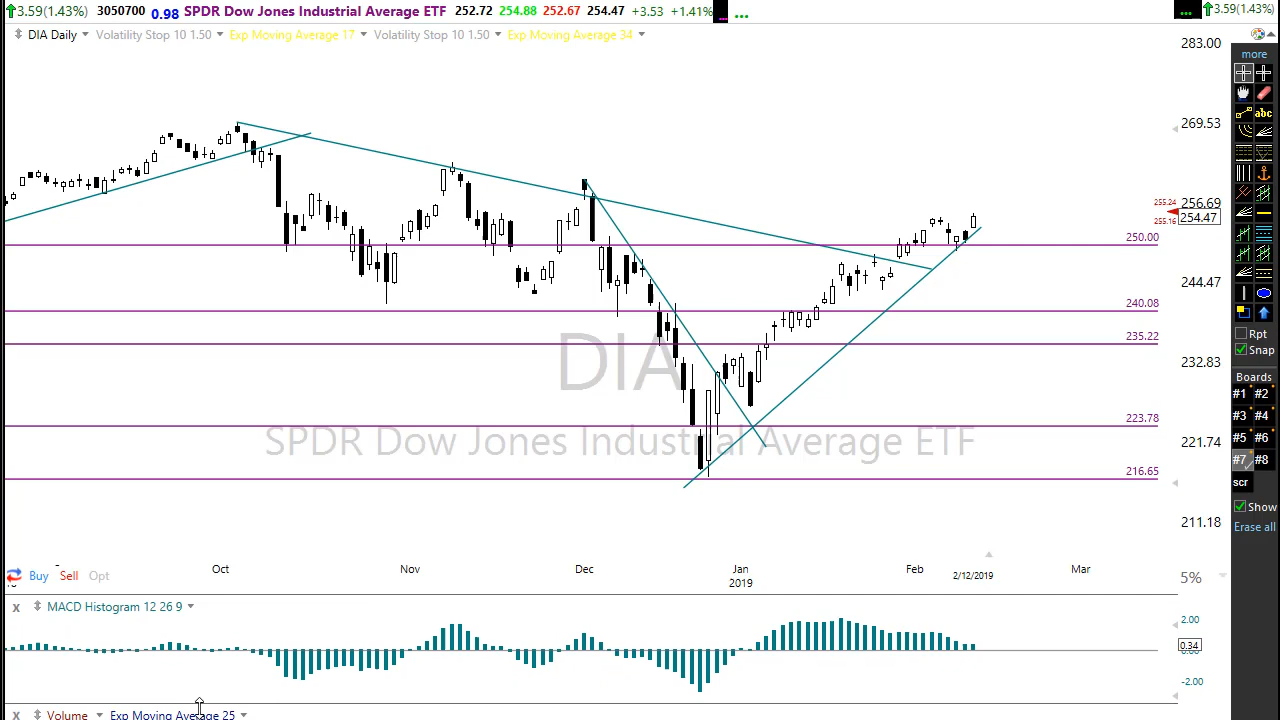 3.59(1.43%) 3050700 0.98 SPDR Dow Jones Industrial Average ETF 252.72 254.88 252.67 254.47 +3.53 +1.41% ... ... 3.59(1.43%)
DIA Daily Volatility Stop 10 1.50 Exp Moving Average 17 Volatility Stop 10 1.50 Exp Moving Average 34
283.00
269.53
256.69
255.24
254.47
255.16
250.00
244.47
240.08
235.22
232.83
223.78
221.74
216.65
211.18
DIA
SPDR Dow Jones Industrial Average ETF
Oct Nov Dec Jan Feb Mar
2019 2/12/2019
Buy Sell Opt
5%
X MACD Histogram 12 26 9
2.00
0.34
-2.00
X Volume Exp Moving Average 25
more
abc
Rpt
Snap
Boards
#1 #2
#3 #4
#5 #6
#7 #8
scr
Show
Erase all